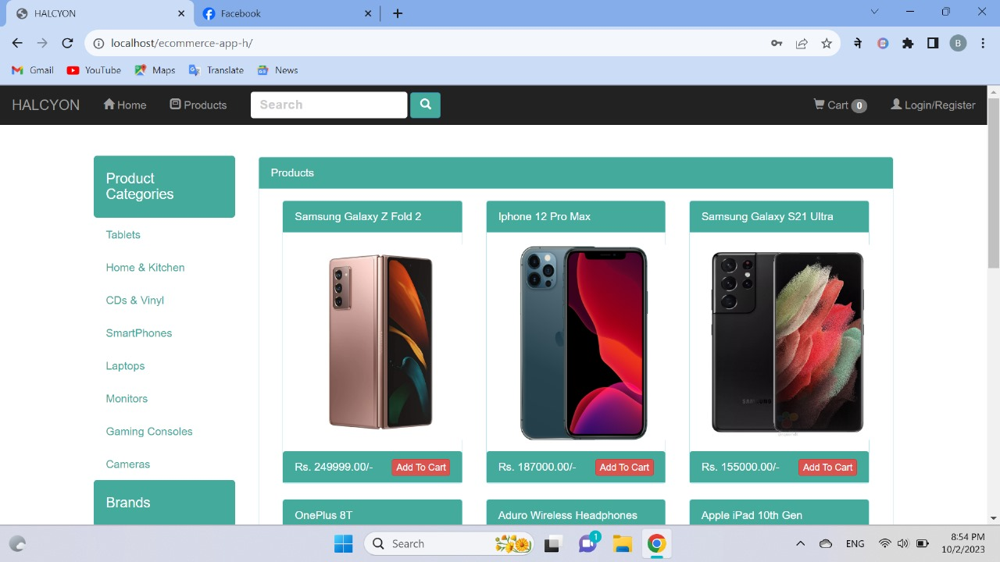 HALCYON
Facebook
localhost/ecommerce-app-h/
ने
B
Gmail
YouTube
Maps
Translate
News
HALCYON
Home
Products
Search
Cart 0
Login/Register
Product
Categories
Tablets
Home & Kitchen
CDs & Vinyl
SmartPhones
Laptops
Monitors
Gaming Consoles
Cameras
Brands
Products
Samsung Galaxy Z Fold 2
Rs. 249999.00/-
Add To Cart
Iphone 12 Pro Max
Rs. 187000.00/-
Add To Cart
Samsung Galaxy S21 Ultra
SAMSUNG
Rs. 155000.00/-
Add To Cart
OnePlus 8T
Aduro Wireless Headphones
Apple iPad 10th Gen
Search
1
ENG
8:54 PM
10/2/2023